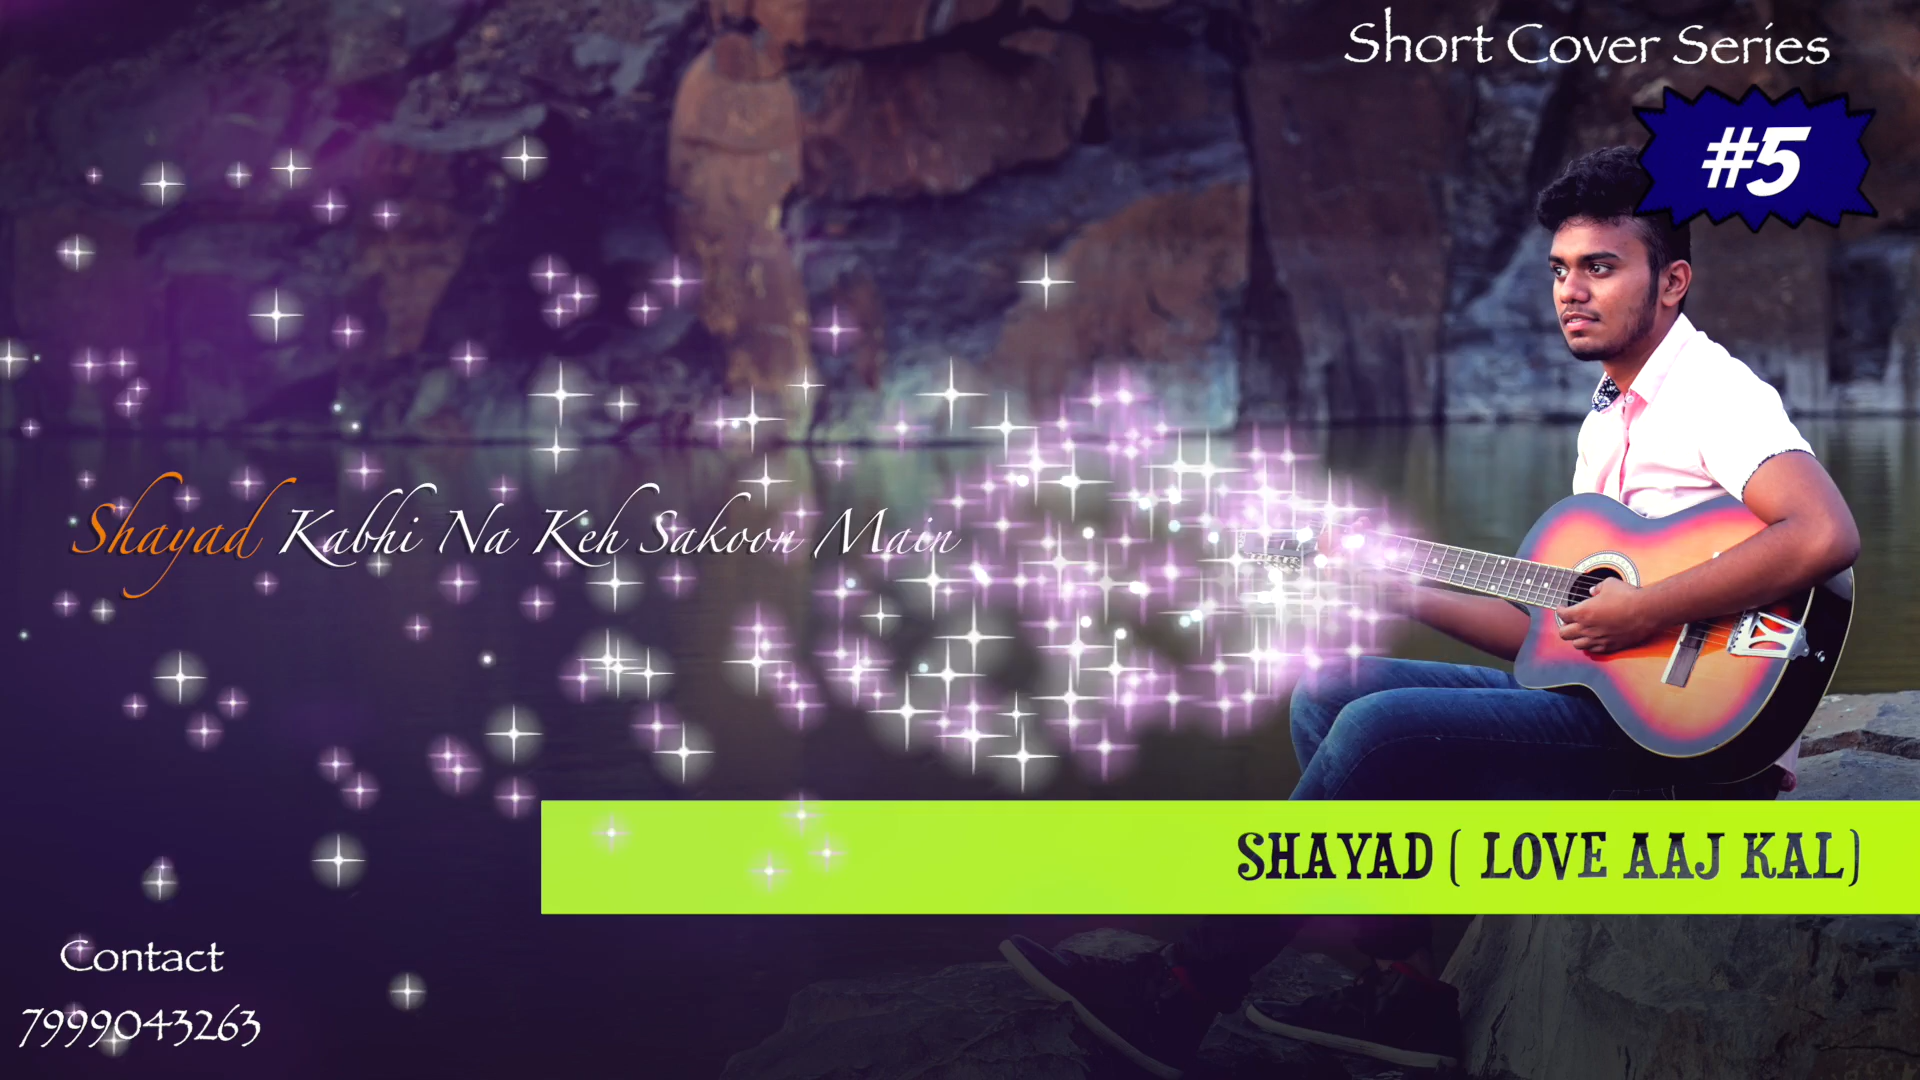 Short Cover Series
#5
Shayad Kabhi Na Keh Sakoon Main
SHAYAD ( LOVE AAJ KAL)
Contact
7999043263